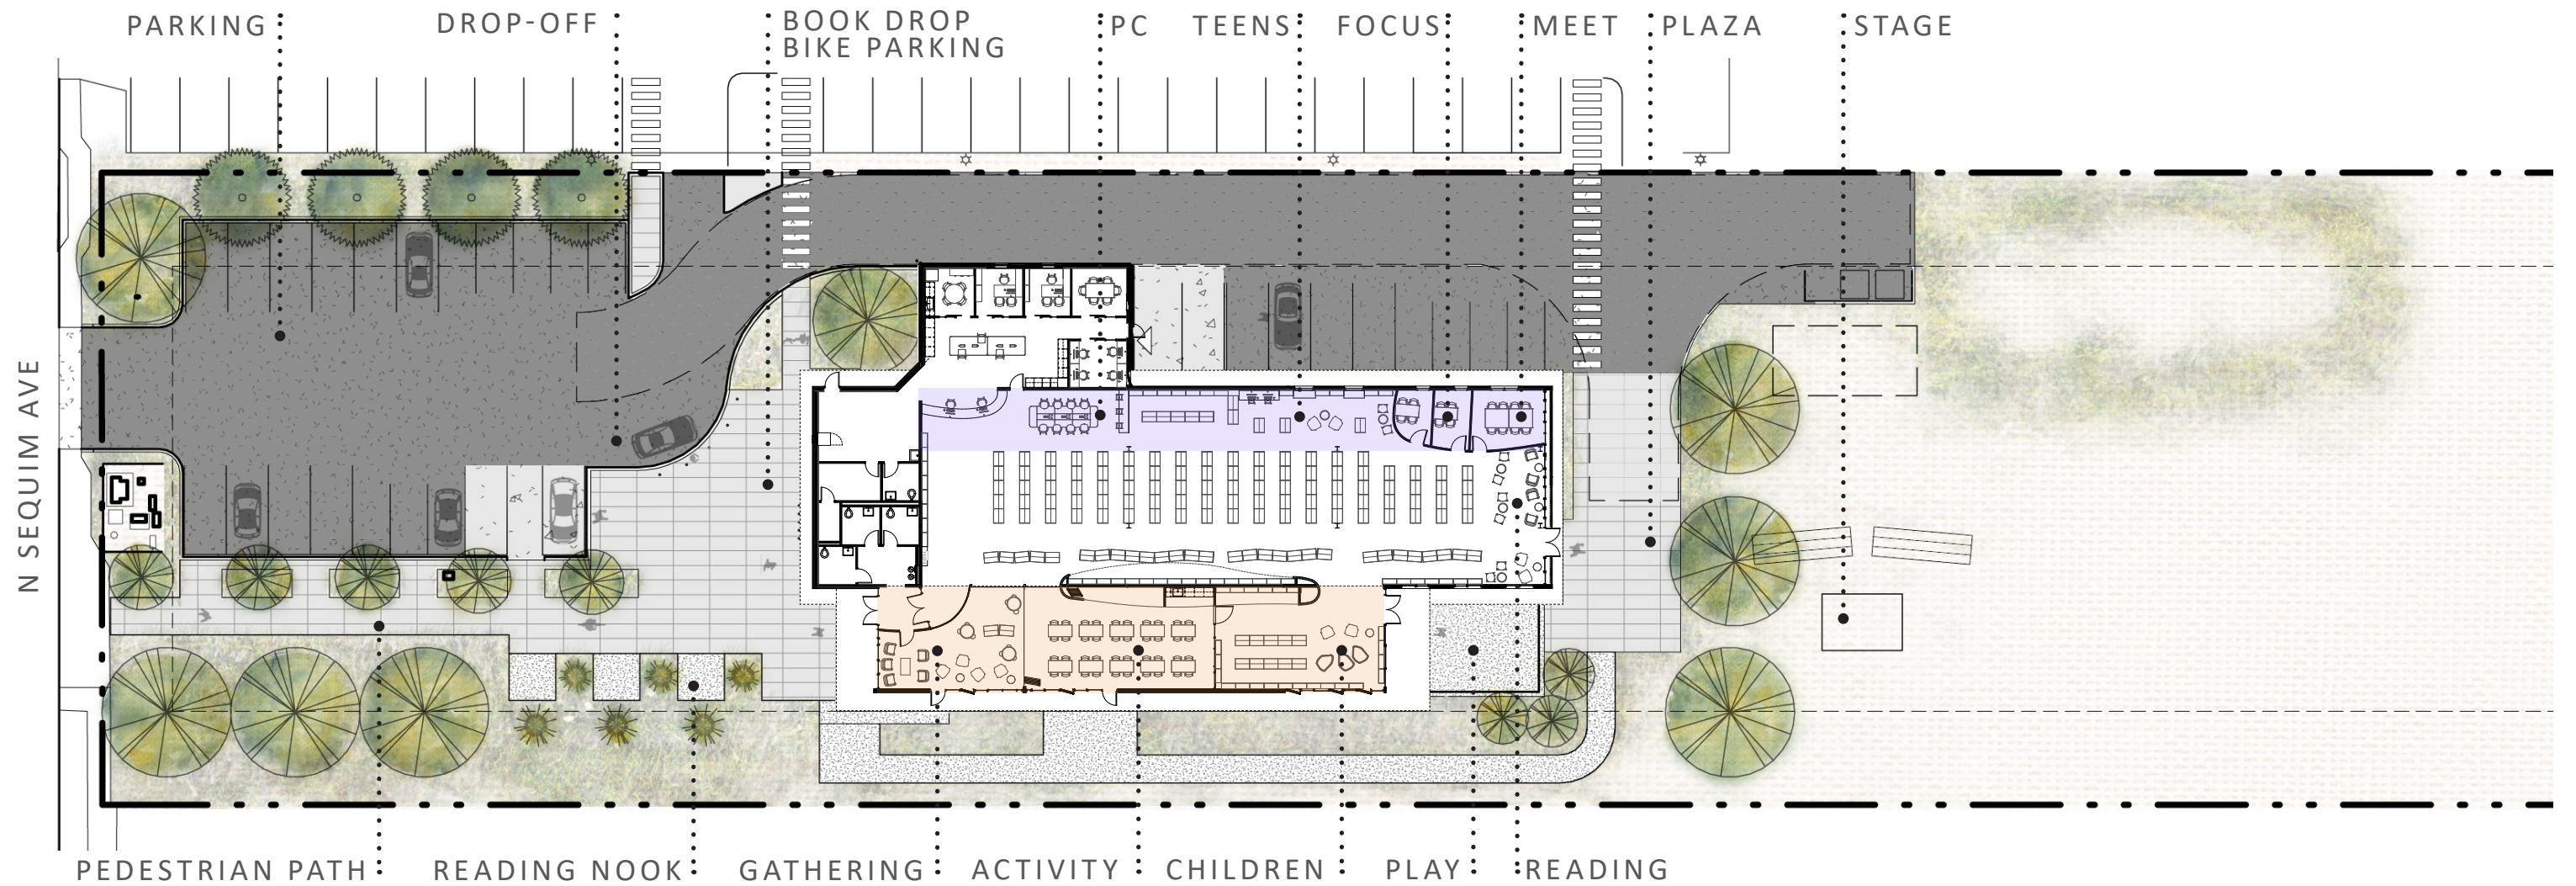 PARKING
DROP-OFF
BOOK DROP
BIKE PARKING
PC
TEENS
FOCUS
MEET
PLAZA
STAGE
N SEQUIM AVE
PEDESTRIAN PATH
READING NOOK
GATHERING
ACTIVITY
CHILDREN
PLAY
READING